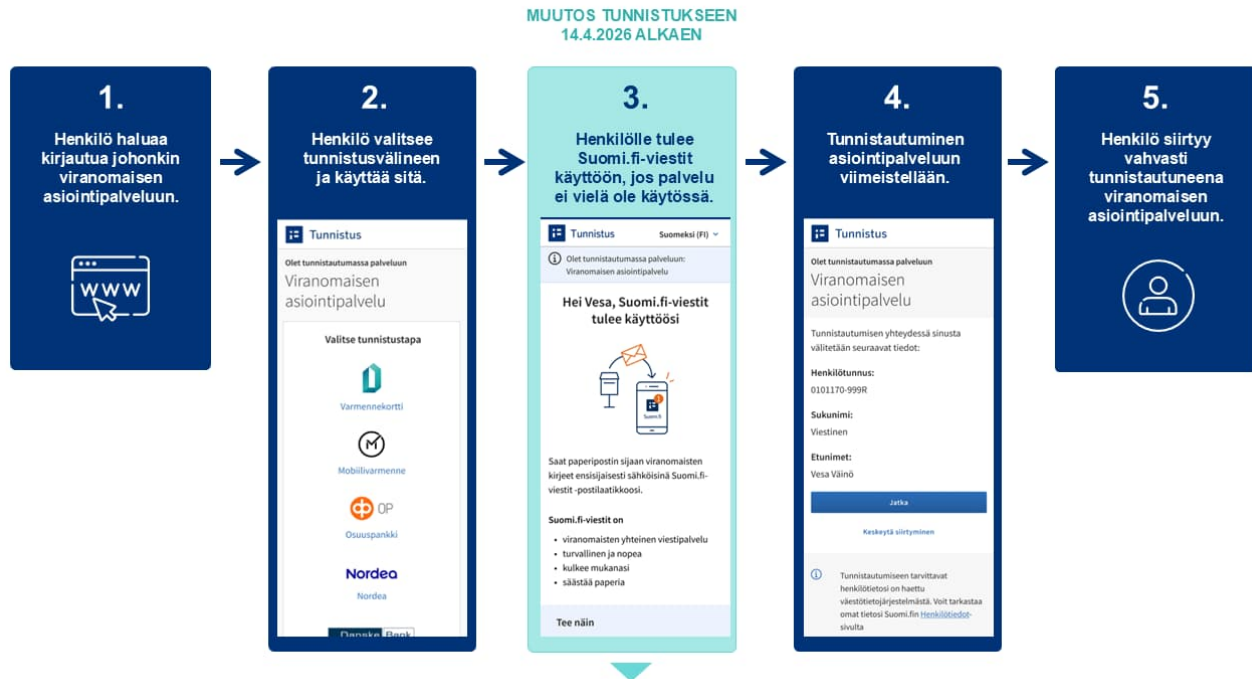 MUUTOS TUNNISTUKSEEN
14.4.2026 ALKAEN
1.
Henkilö haluaa
kirjautua johonkin
viranomaisen
asiointipalveluun.
WWW
2.
Henkilö valitsee
tunnistusvälineen
ja käyttää sitä.
Tunnistus
Olet tunnistautumassa palveluun
Viranomaisen
asiointipalvelu
Valitse tunnistustapa
Varmennekortti
Mobiilivarmenne
OP
Osuuspankki
Nordea
Nordea
Danske Bank
3.
Henkilölle tulee
Suomi.fi-viestit
käyttöön, jos palvelu
ei vielä ole käytössä.
Tunnistus Suomeksi (FI)
Olet tunnistautumassa palveluun:
Viranomaisen asiointipalvelu
Hei Vesa, Suomi.fi-viestit
tulee käyttöösi
Suomi.fi
Saat paperipostin sijaan viranomaisten
kirjeet ensisijaisesti sähköisinä Suomi.fi-
viestit -postilaatikkoosi.
Suomi.fi-viestit on
• viranomaisten yhteinen viestipalvelu
• turvallinen ja nopea
• kulkee mukanasi
• säästää paperia
Tee näin
4.
Tunnistautuminen
asiointipalveluun
viimeistellään.
Tunnistus
Olet tunnistautumassa palveluun
Viranomaisen
asiointipalvelu
Tunnistautumisen yhteydessä sinusta
välitetään seuraavat tiedot:
Henkilötunnus:
0101170-999R
Sukunimi:
Viestinen
Etunimet:
Vesa Väinö
Jatka
Keskeytä siirtyminen
Tunnistautumiseen tarvittavat
henkilötietosi on haettu
väestötietojärjestelmästä. Voit tarkastaa
omat tietosi Suomi.fin Henkilötiedot-
sivulta
5.
Henkilö siirtyy
vahvasti
tunnistautuneena
viranomaisen
asiointipalveluun.